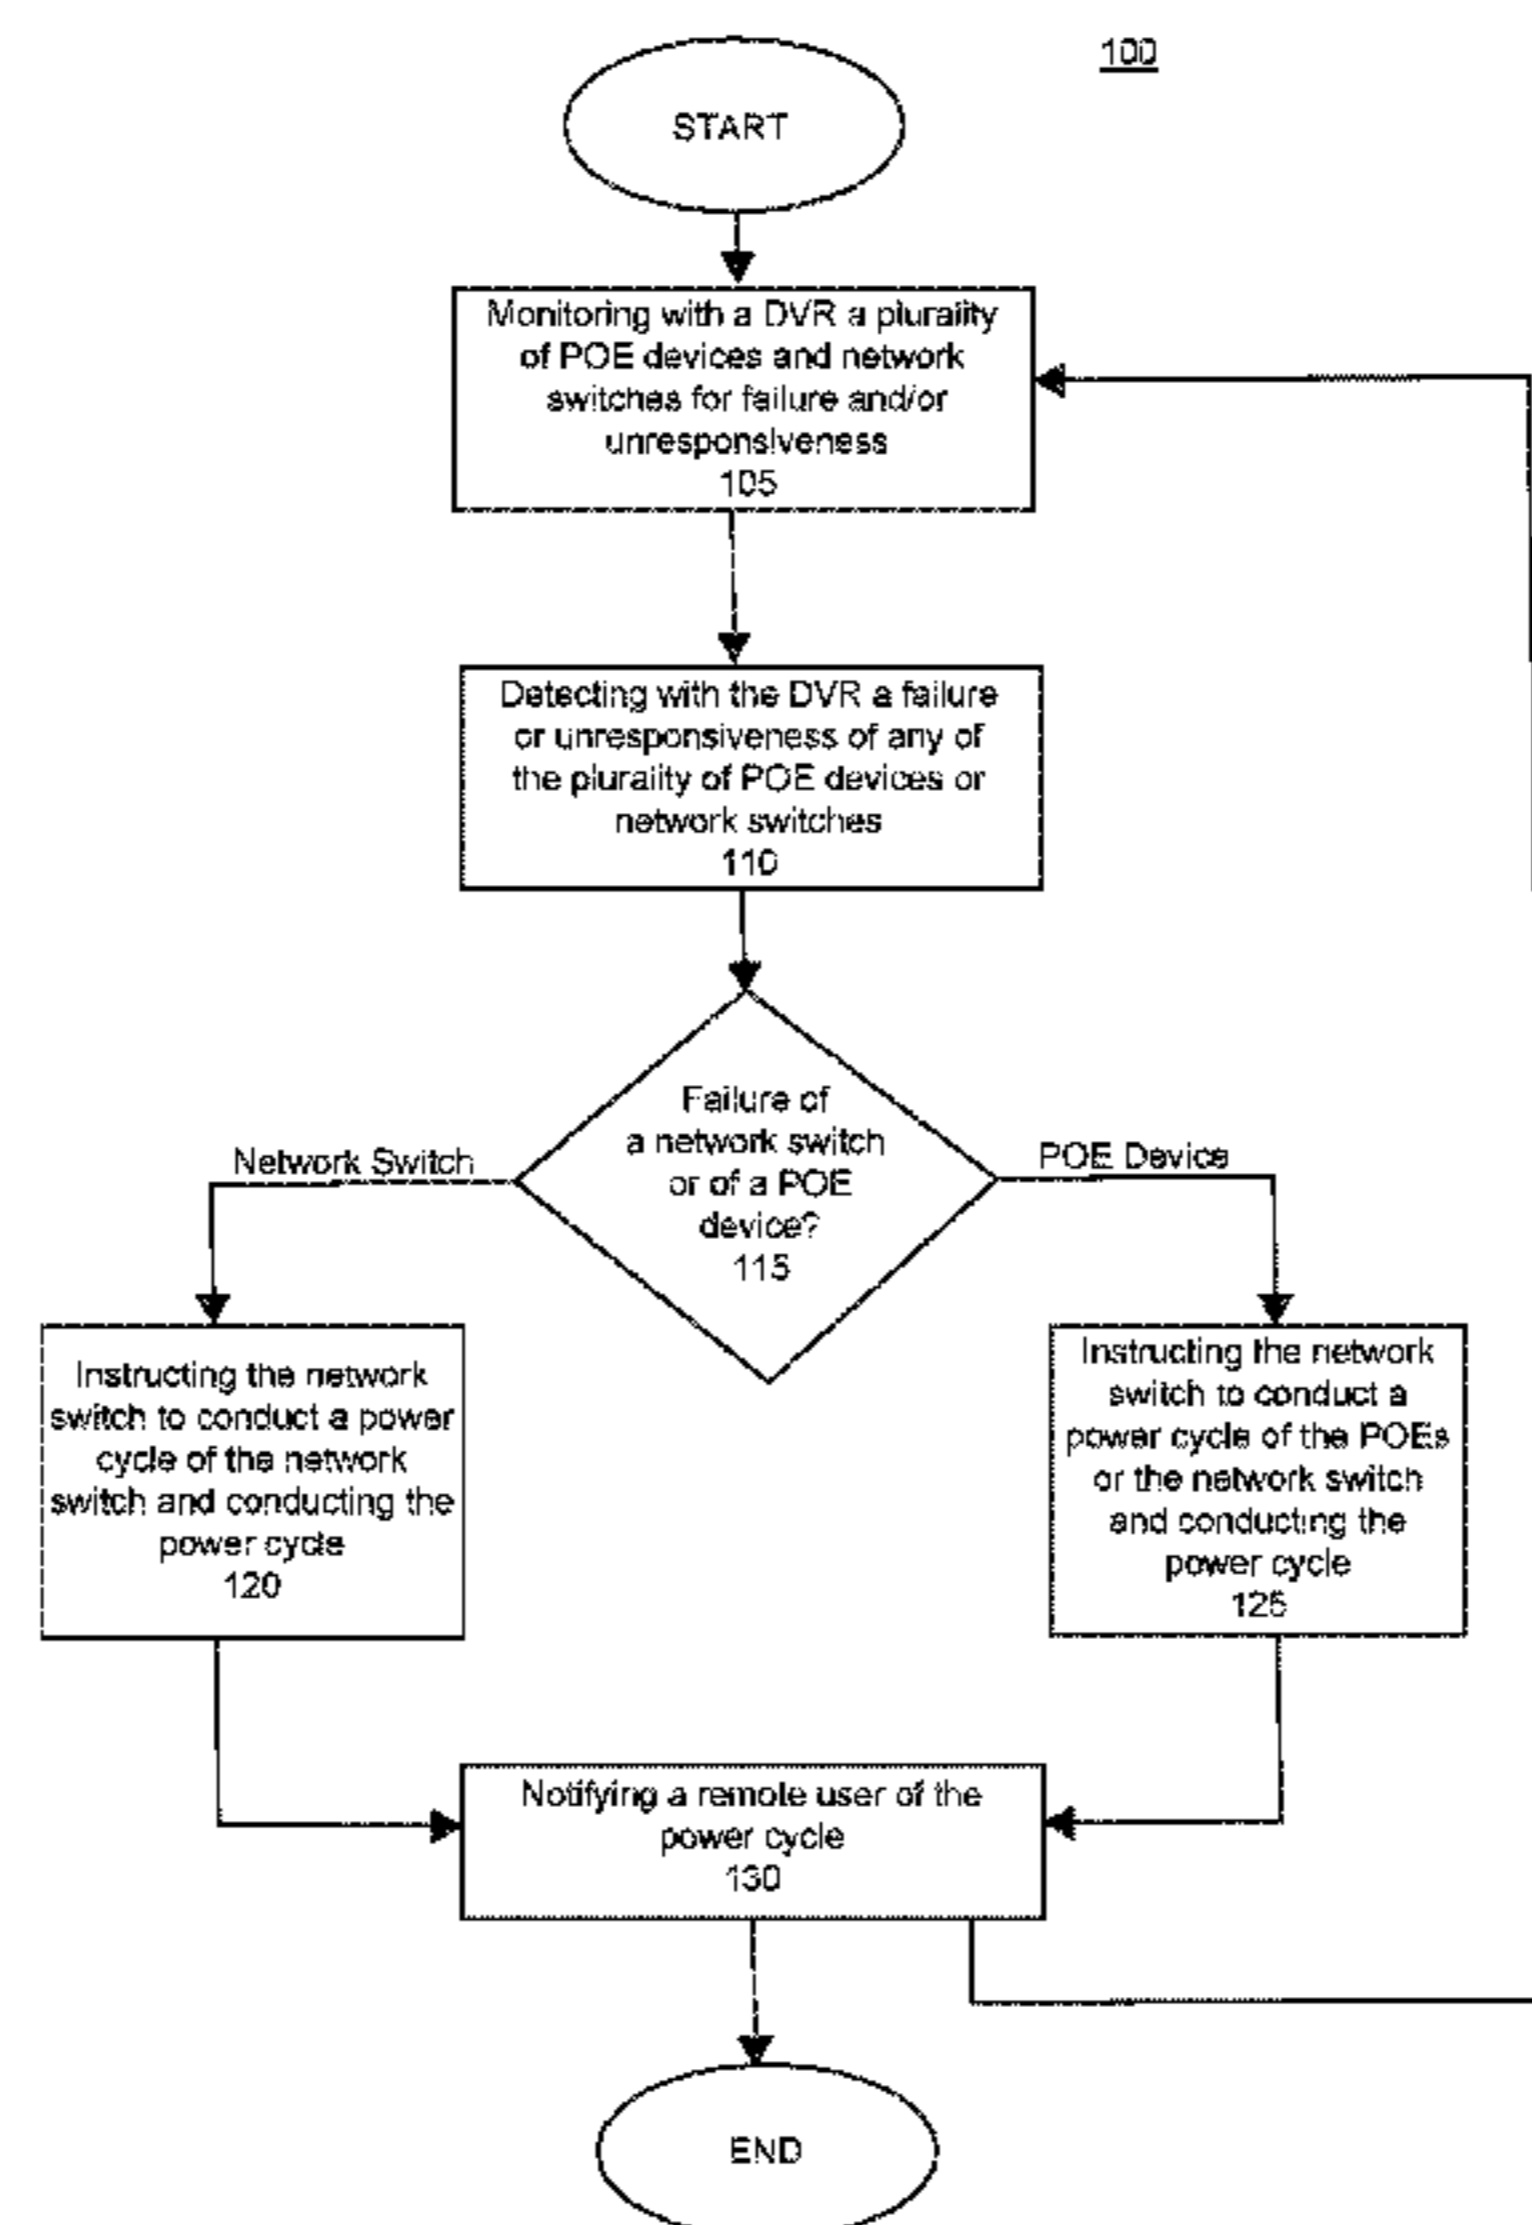 100
START
Monitoring with a DVR a plurality
of POE devices and network
switches for failure and/or
unresponsiveness
105
Detecting with the DVR a failure
or unresponsiveness of any of
the plurality of POE devices or
network switches
110
Failure of
a network switch
or of a POE
device?
115
Network Switch
POE Device
Instructing the network
switch to conduct a power
cycle of the network
switch and conducting the
power cycle
120
Instructing the network
switch to conduct a
power cycle of the POEs
or the network switch
and conducting the
power cycle
125
Notifying a remote user of the
power cycle
130
END